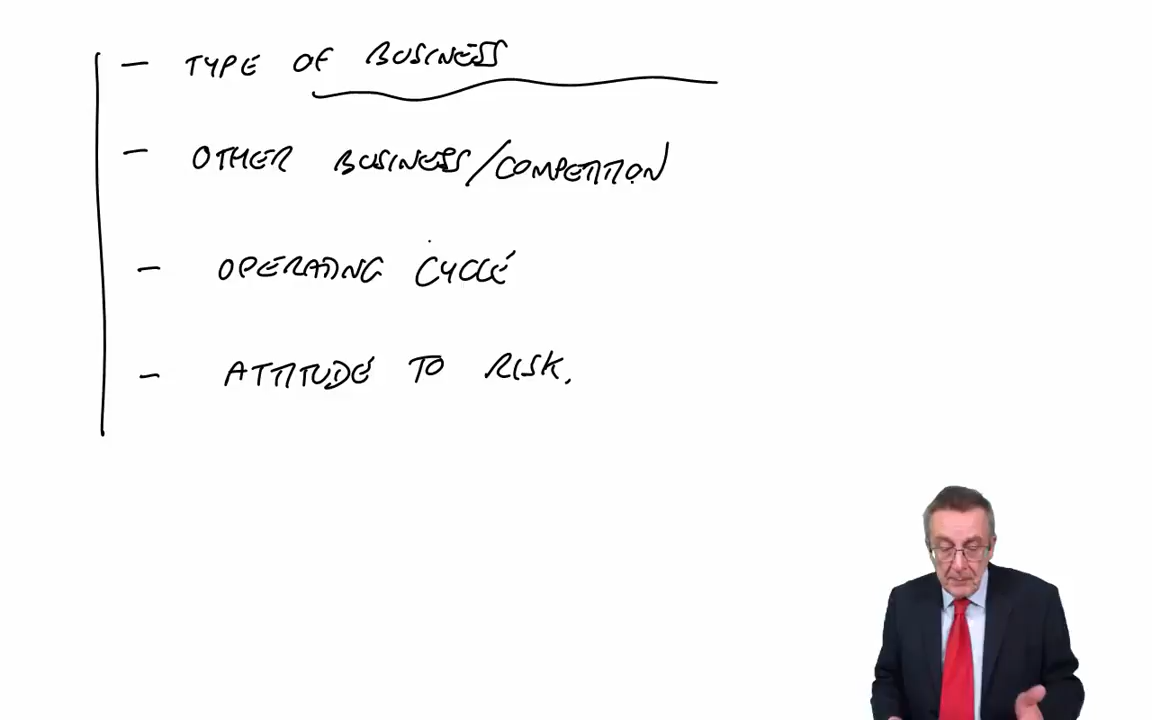 - TYPE OF BUSINESS
- OTHER BUSINESS/COMPETITION
- OPERATING CYCLE
- ATTITUDE TO RISK.